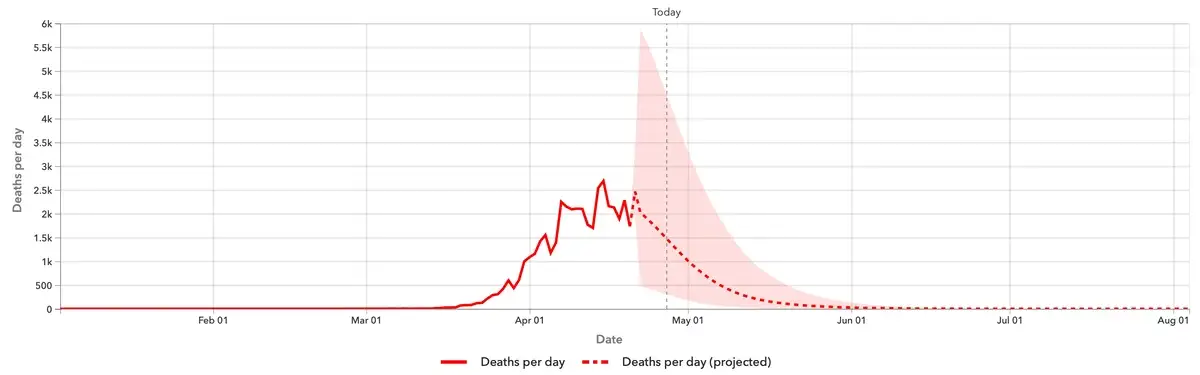 Today
6k
5.5k
5k
4.5k
4k
3.5k
3k
2.5k
2k
1.5k
1k
500
0
Deaths per day
Feb 01 Mar 01 Apr 01 May 01 Jun 01 Jul 01 Aug 01
Date
Deaths per day Deaths per day (projected)